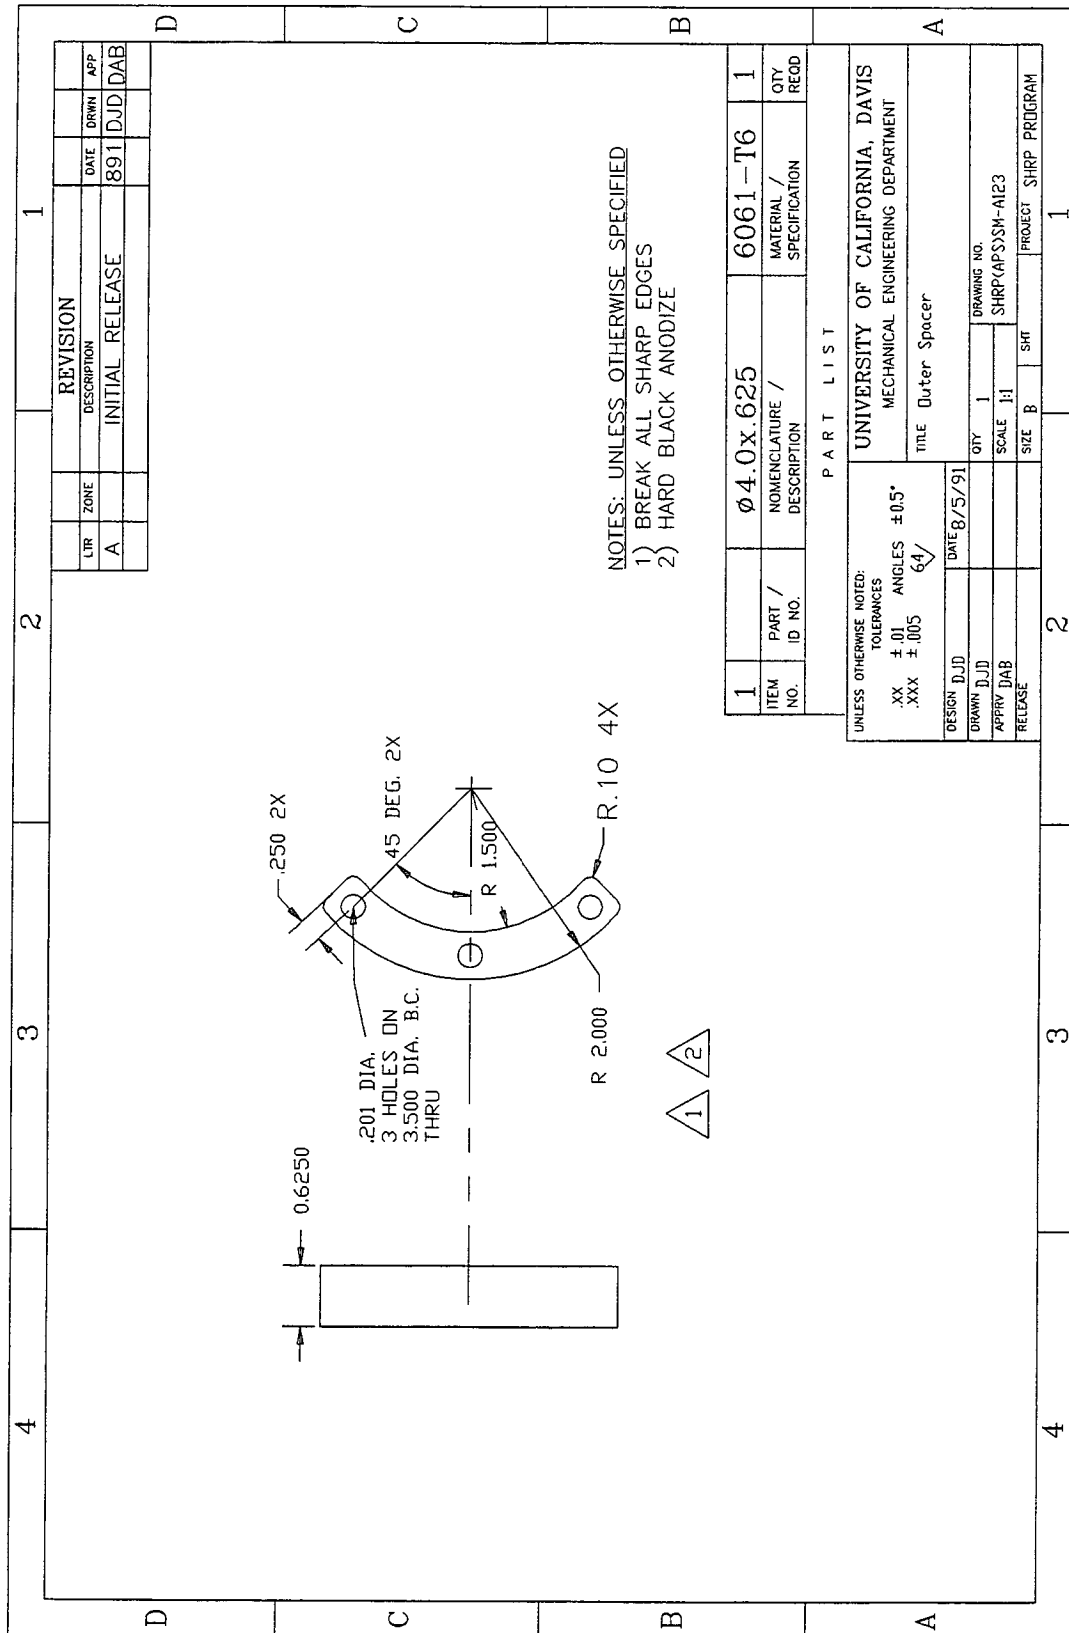 4
3
2
1
D
C
B
A
REVISION
LTR ZONE DESCRIPTION DATE DRWN APP
A INITIAL RELEASE 891 DJD DAB
.250 2X
45 DEG. 2X
R 1.500
R.10 4X
R 2.000
.201 DIA.
3 HOLES ON
3.500 DIA. B.C.
THRU
0.6250
1 2
NOTES: UNLESS OTHERWISE SPECIFIED
1) BREAK ALL SHARP EDGES
2) HARD BLACK ANODIZE
1 ø4.0x.625 6061-T6 1
ITEM NO. PART / ID NO. NOMENCLATURE / DESCRIPTION MATERIAL / SPECIFICATION QTY REQD
PART LIST
UNLESS OTHERWISE NOTED:
TOLERANCES
.XX ±.01 ANGLES ±0.5°
.XXX ±.005 64
UNIVERSITY OF CALIFORNIA, DAVIS
MECHANICAL ENGINEERING DEPARTMENT
TITLE Outer Spacer
DESIGN DJD DATE 8/5/91
DRAWN DJD
APPRV DAB
RELEASE
QTY 1
SCALE 1:1
DRAWING NO.
SHRP(APS)SM-A123
SIZE B SHT PROJECT SHRP PROGRAM
D
C
B
A
4
3
2
1